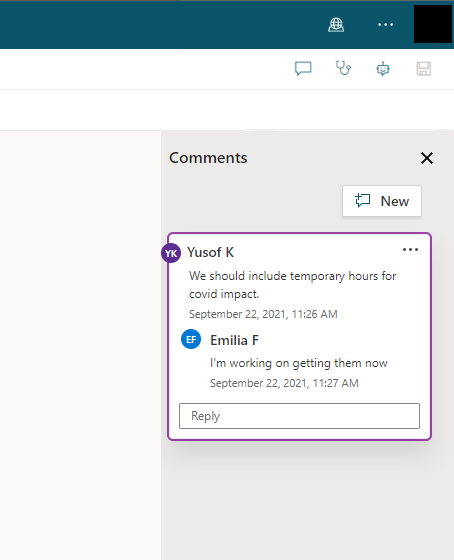 Comments
New
YK
Yusof K
We should include temporary hours for
covid impact.
September 22, 2021, 11:26 AM
EF
Emilia F
I'm working on getting them now
September 22, 2021, 11:27 AM
Reply